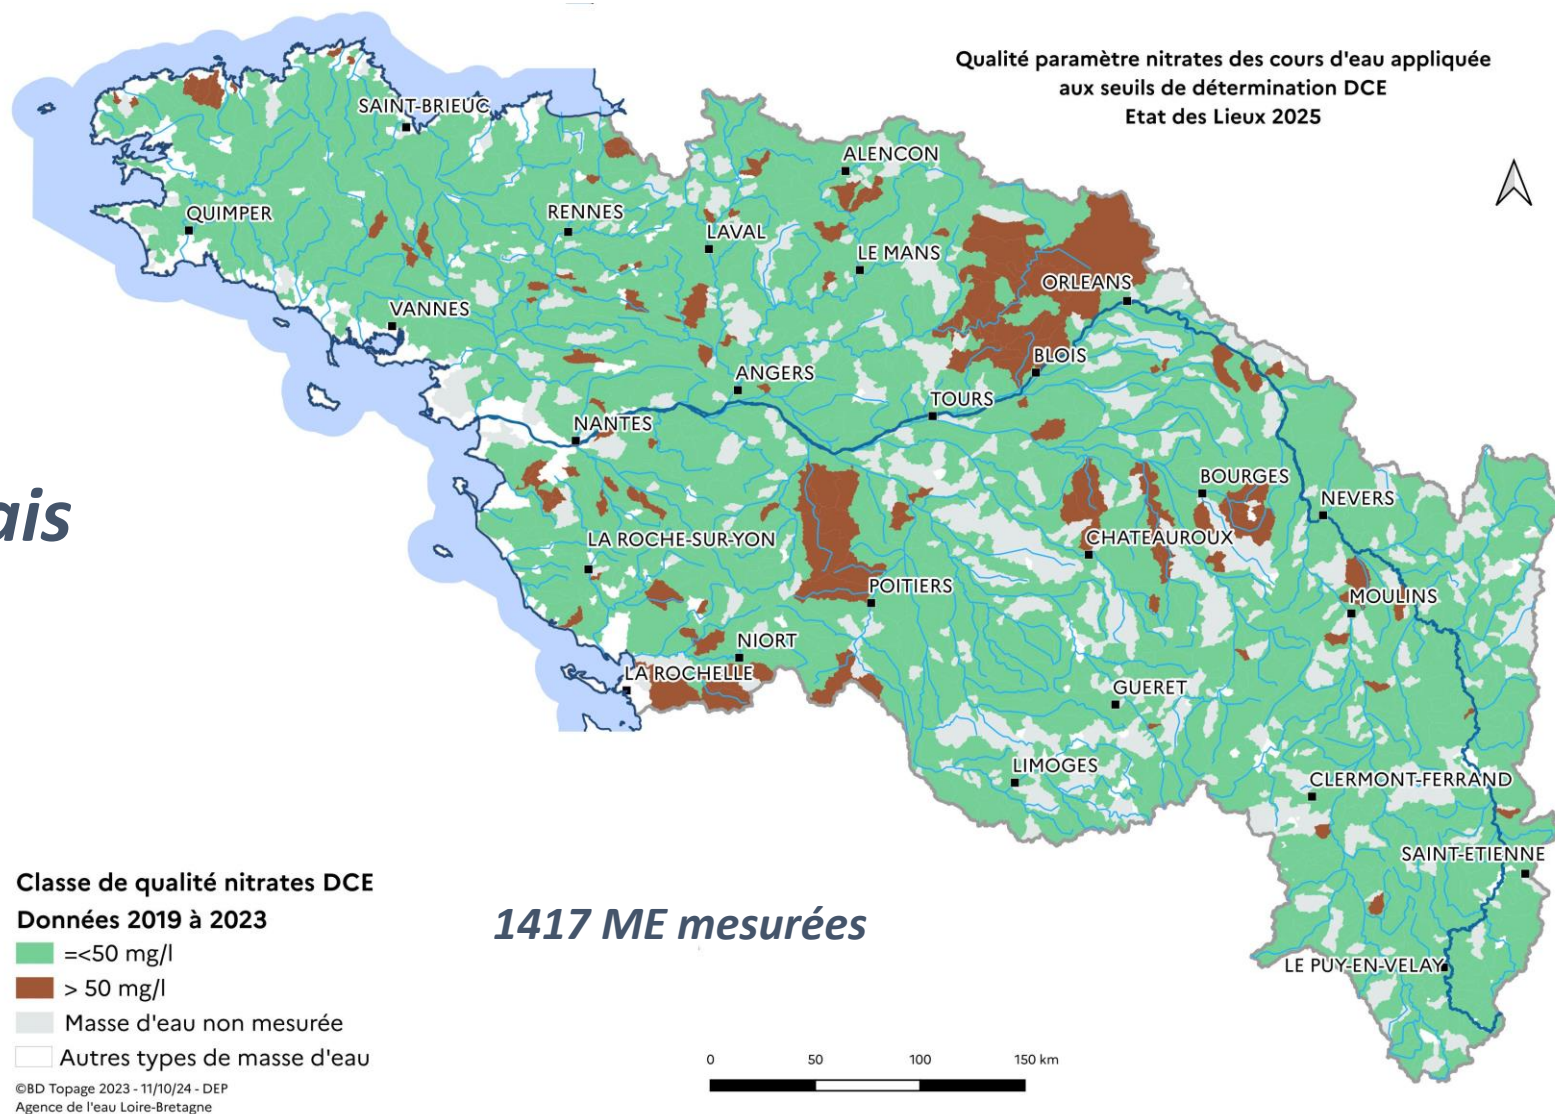 Qualité paramètre nitrates des cours d'eau appliquée
aux seuils de détermination DCE
Etat des Lieux 2025
SAINT-BRIEUC
ALENCON
QUIMPER
RENNES
LAVAL
LE MANS
ORLEANS
VANNES
BLOIS
ANGERS
TOURS
NANTES
BOURGES
NEVERS
ais
LA ROCHE-SUR-YON
CHATEAUROUX
POITIERS
MOULINS
NIORT
LA ROCHELLE
GUERET
LIMOGES
CLERMONT-FERRAND
SAINT-ETIENNE
LE PUY-EN-VELAY
Classe de qualité nitrates DCE
Données 2019 à 2023
=<50 mg/l
> 50 mg/l
Masse d'eau non mesurée
Autres types de masse d'eau
1417 ME mesurées
0 50 100 150 km
©BD Topage 2023 - 11/10/24 - DEP
Agence de l'eau Loire-Bretagne